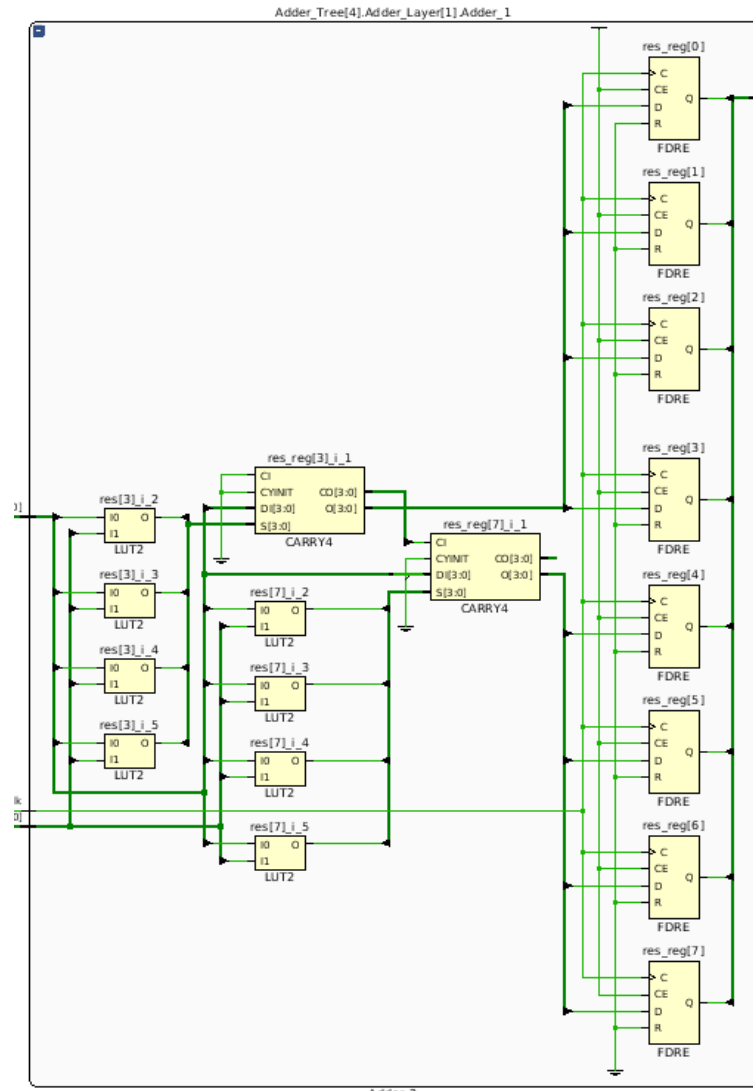 Adder_Tree[4].Adder_Layer[1].Adder_1
res_reg[0]
C
CE
D
R
Q
FDRE
res_reg[1]
C
CE
D
R
Q
FDRE
res_reg[2]
C
CE
D
R
Q
FDRE
res_reg[3]
C
CE
D
R
Q
FDRE
res_reg[3]_i_1
CI
CYINIT
DI[3:0]
S[3:0]
CO[3:0]
O[3:0]
CARRY4
0]
res[3]_i_2
I0
I1
O
LUT2
res_reg[7]_i_1
CI
CYINIT
DI[3:0]
S[3:0]
CO[3:0]
O[3:0]
CARRY4
res[3]_i_3
I0
I1
O
LUT2
res[7]_i_2
I0
I1
O
LUT2
res_reg[4]
C
CE
D
R
Q
FDRE
res[3]_i_4
I0
I1
O
LUT2
res[7]_i_3
I0
I1
O
LUT2
res[3]_i_5
I0
I1
O
LUT2
res[7]_i_4
I0
I1
O
LUT2
res_reg[5]
C
CE
D
R
Q
FDRE
lk
0]
res[7]_i_5
I0
I1
O
LUT2
res_reg[6]
C
CE
D
R
Q
FDRE
res_reg[7]
C
CE
D
R
Q
FDRE